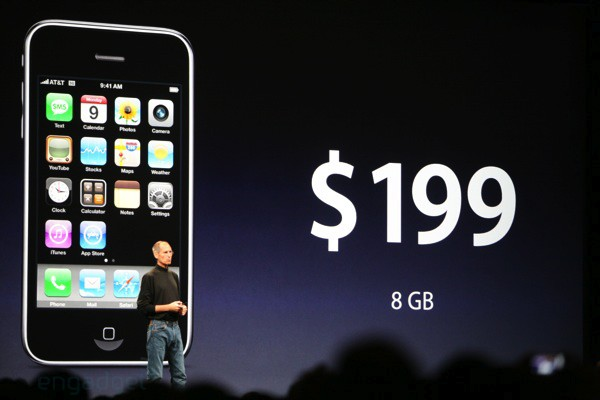 AT&T 9:41 AM
SMS Monday 9
Text Calendar Photos Camera
YouTube Stocks Maps Weather
Clock Calculator Notes Settings
iTunes App Store
Phone Mail Safari
$199
8 GB
engadget